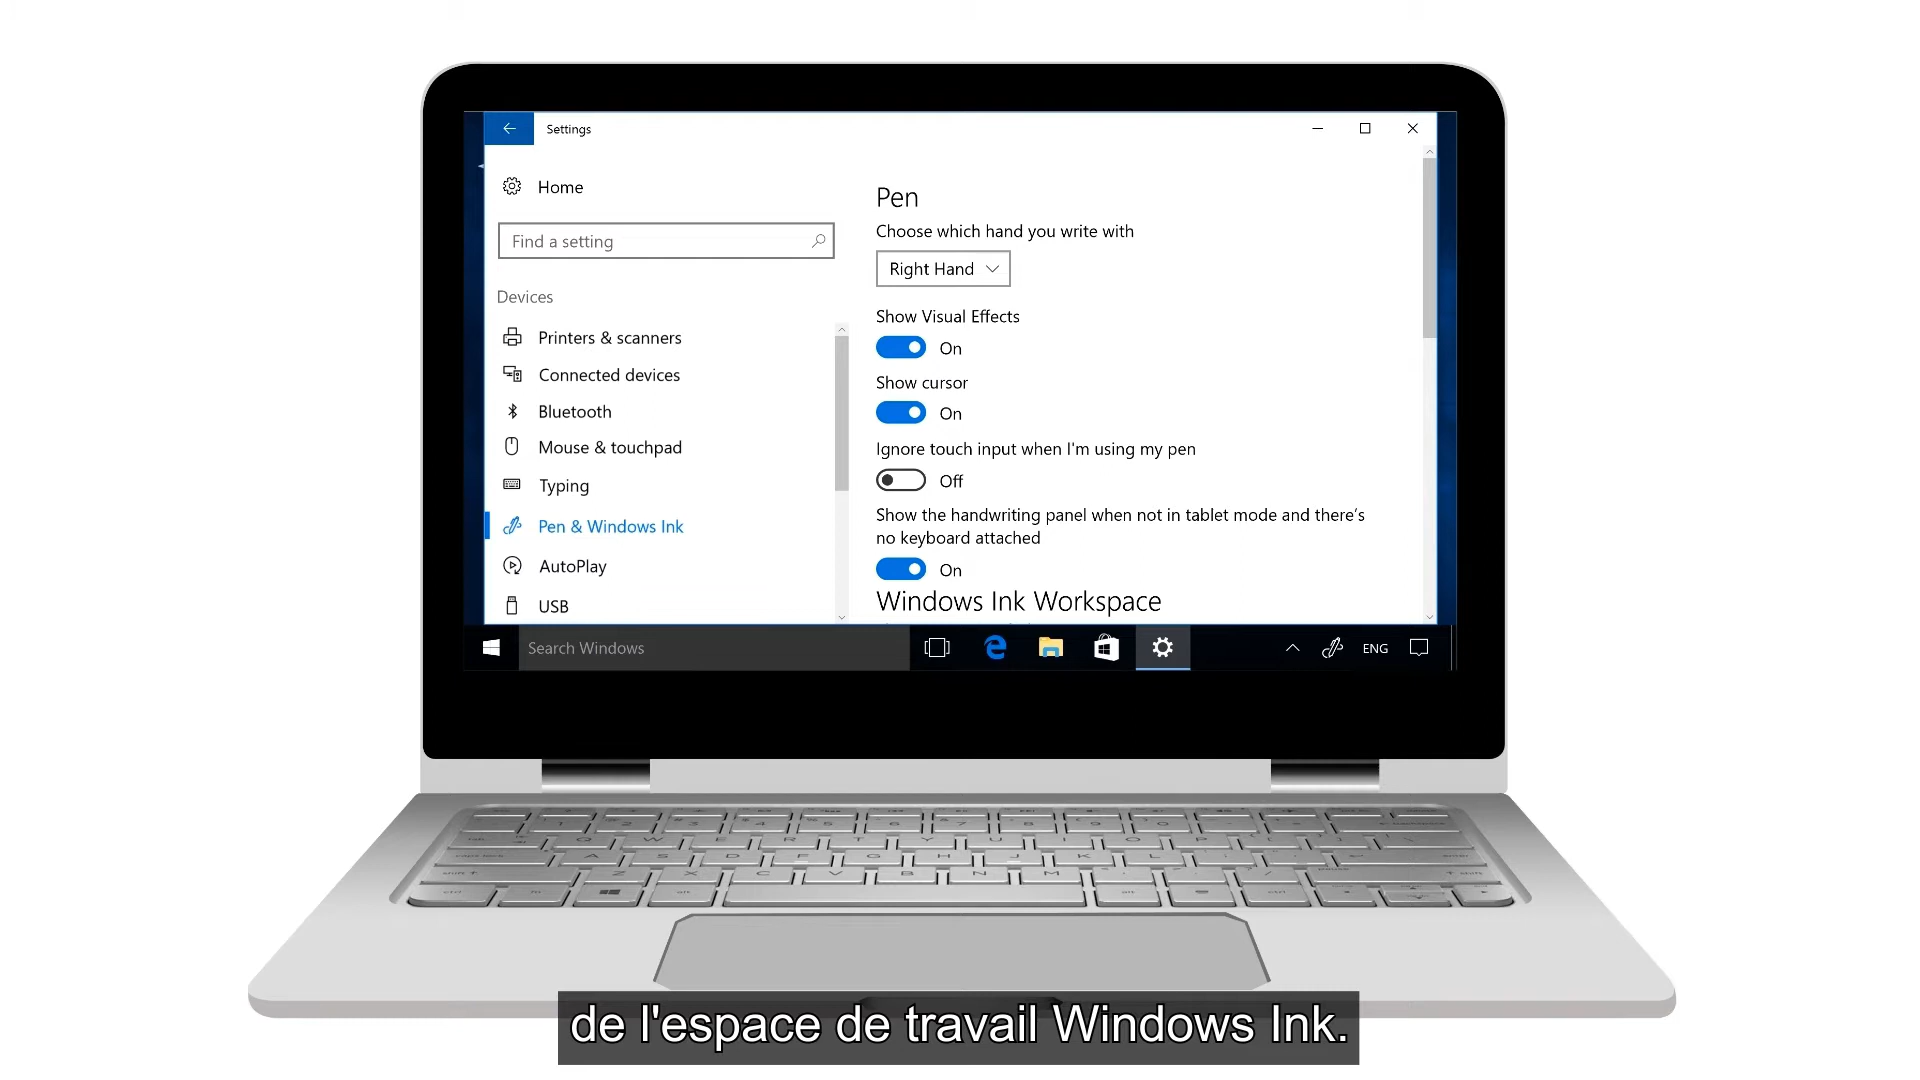 Settings
Home
Find a setting
Devices
Printers & scanners
Connected devices
Bluetooth
Mouse & touchpad
Typing
Pen & Windows Ink
AutoPlay
USB
Pen
Choose which hand you write with
Right Hand
Show Visual Effects
On
Show cursor
On
Ignore touch input when I'm using my pen
Off
Show the handwriting panel when not in tablet mode and there's
no keyboard attached
On
Windows Ink Workspace
Search Windows
ENG
de l'espace de travail Windows Ink.